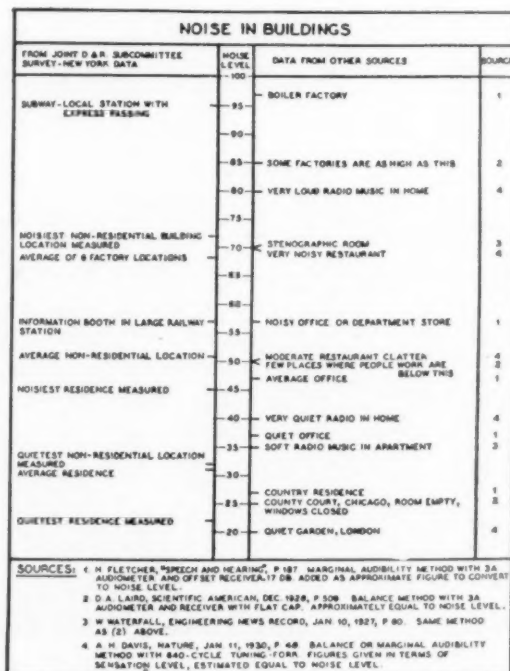 NOISE IN BUILDINGS
FROM JOINT D & R. SUBCOMMITTEE
SURVEY-NEW YORK DATA
NOISE
LEVEL
DATA FROM OTHER SOURCES
SOURCE
100
BOILER FACTORY 1
SUBWAY-LOCAL STATION WITH
EXPRESS PASSING
95
90
85
SOME FACTORIES ARE AS HIGH AS THIS 2
80
VERY LOUD RADIO MUSIC IN HOME 4
75
NOISIEST NON-RESIDENTIAL BUILDING
LOCATION MEASURED
70
STENOGRAPHIC ROOM 3
VERY NOISY RESTAURANT 4
AVERAGE OF 6 FACTORY LOCATIONS
65
60
INFORMATION BOOTH IN LARGE RAILWAY
STATION
NOISY OFFICE OR DEPARTMENT STORE 1
55
AVERAGE NON-RESIDENTIAL LOCATION
50
MODERATE RESTAURANT CLATTER 4
FEW PLACES WHERE PEOPLE WORK ARE
BELOW THIS 2
AVERAGE OFFICE 1
NOISIEST RESIDENCE MEASURED
45
40
VERY QUIET RADIO IN HOME 4
QUIET OFFICE 1
35
SOFT RADIO MUSIC IN APARTMENT 3
QUIETEST NON-RESIDENTIAL LOCATION
MEASURED
AVERAGE RESIDENCE
30
COUNTRY RESIDENCE 1
25
COUNTY COURT, CHICAGO, ROOM EMPTY,
WINDOWS CLOSED
QUIETEST RESIDENCE MEASURED
20
QUIET GARDEN, LONDON 4
SOURCES: 1. H FLETCHER, "SPEECH AND HEARING", P 187 MARGINAL AUDIBILITY METHOD WITH 3A
AUDIOMETER AND OFFSET RECEIVER. 17 DB. ADDED AS APPROXIMATE FIGURE TO CONVERT
TO NOISE LEVEL.
2. D. A. LAIRD, SCIENTIFIC AMERICAN, DEC. 1928, P 508 BALANCE METHOD WITH 3A
AUDIOMETER AND RECEIVER WITH FLAT CAP. APPROXIMATELY EQUAL TO NOISE LEVEL.
3 W WATERFALL, ENGINEERING NEWS RECORD, JAN. 10, 1927, P 60. SAME METHOD
AS (2) ABOVE.
4. A H DAVIS, NATURE, JAN. 11, 1930, P 48 BALANCE OR MARGINAL AUDIBILITY
METHOD WITH 640-CYCLE TUNING-FORK. FIGURES GIVEN IN TERMS OF
SENSATION LEVEL, ESTIMATED EQUAL TO NOISE LEVEL.